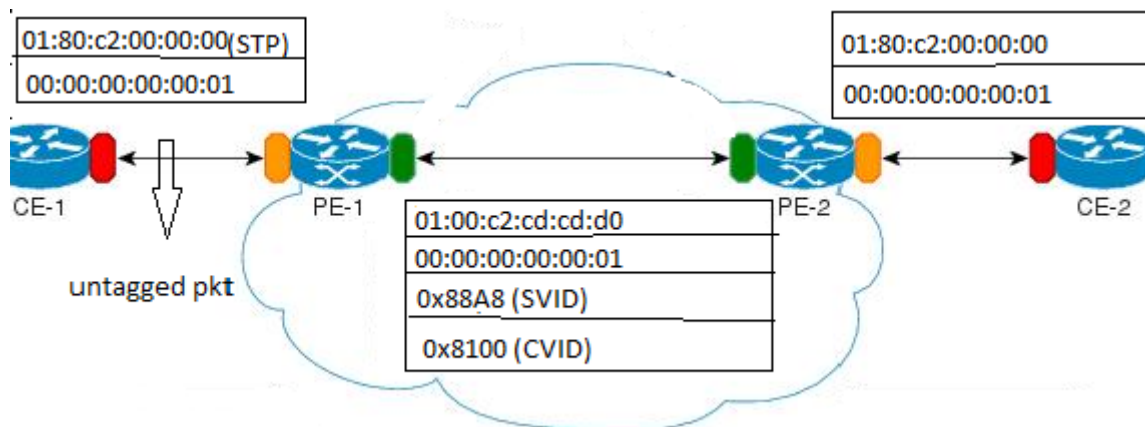 01:80:c2:00:00:00(STP)
00:00:00:00:00:01
01:80:c2:00:00:00
00:00:00:00:00:01
CE-1
PE-1
PE-2
CE-2
untagged pkt
01:00:c2:cd:cd:d0
00:00:00:00:00:01
0x88A8 (SVID)
0x8100 (CVID)